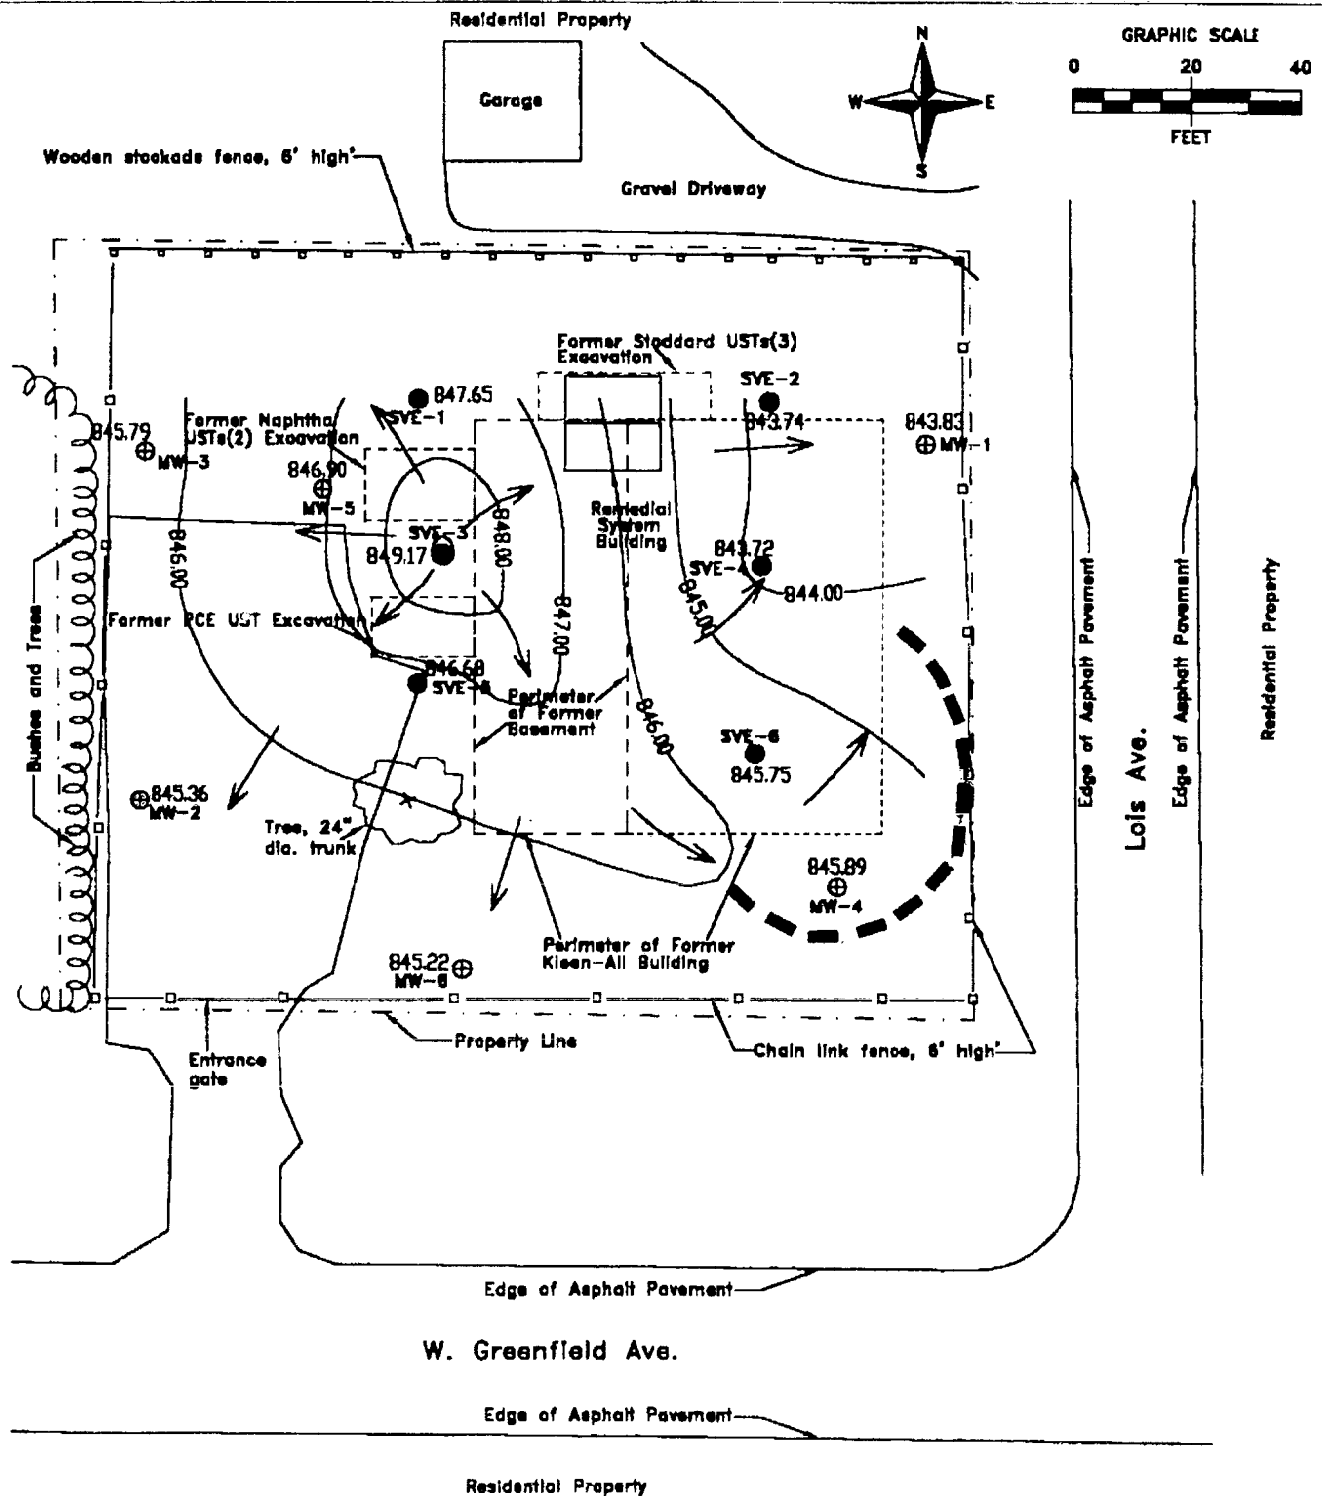 Residential Property
GRAPHIC SCALE
0 20 40
FEET
N
W E
S
Garage
Wooden stockade fence, 6' high"
Gravel Driveway
Former Stoddard USTs(3)
Excavation
SVE-2
843.74
847.65
SVE-1
Former Naphtha
USTs(2) Excavation
845.79
MW-3
843.83
MW-1
846.90
MW-5
Remedial
System
Building
SVE-3
849.17
848.00
843.72
SVE-4
844.00
846.00
845.00
847.00
Former PCE UST Excavation
846.68
SVE-5
Perimeter
of Former
Basement
846.00
SVE-6
845.75
Bushes and Trees
845.36
MW-2
Tree, 24"
dia. trunk
845.89
MW-4
Perimeter of Former
Kleen-All Building
845.22
MW-6
Entrance
gate
Property Line
Chain link fence, 6' high"
Edge of Asphalt Pavement
Lois Ave.
Edge of Asphalt Pavement
Residential Property
Edge of Asphalt Pavement
W. Greenfield Ave.
Edge of Asphalt Pavement
Residential Property